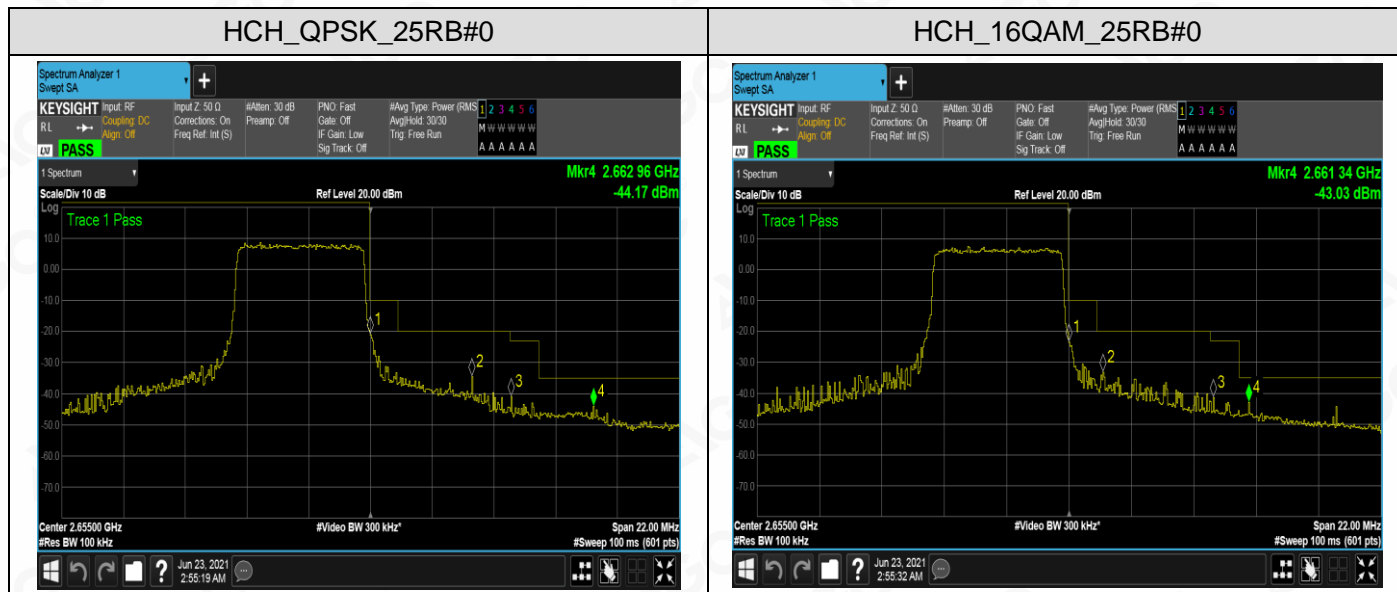 HCH_QPSK_25RB#0
HCH_16QAM_25RB#0
Spectrum Analyzer 1
Swept SA
+
KEYSIGHT
RL
LXI
PASS
Input: RF
Coupling: DC
Align: Off
Input Z: 50 Ω
Corrections: On
Freq Ref: Int (S)
#Atten: 30 dB
Preamp: Off
PNO: Fast
Gate: Off
IF Gain: Low
Sig Track: Off
#Avg Type: Power (RMS
Avg|Hold: 30/30
Trig: Free Run
1 2 3 4 5 6
M W W W W W
A A A A A A
1 Spectrum
Mkr4 2.662 96 GHz
Scale/Div 10 dB
Ref Level 20.00 dBm
-44.17 dBm
Log
Trace 1 Pass
10.0
0.00
-10.0
-20.0
-30.0
-40.0
-50.0
-60.0
-70.0
1
2
3
4
Center 2.65500 GHz
#Video BW 300 kHz*
Span 22.00 MHz
#Res BW 100 kHz
#Sweep 100 ms (601 pts)
?
Jun 23, 2021
2:55:19 AM
Spectrum Analyzer 1
Swept SA
+
KEYSIGHT
RL
LXI
PASS
Input: RF
Coupling: DC
Align: Off
Input Z: 50 Ω
Corrections: On
Freq Ref: Int (S)
#Atten: 30 dB
Preamp: Off
PNO: Fast
Gate: Off
IF Gain: Low
Sig Track: Off
#Avg Type: Power (RMS
Avg|Hold: 30/30
Trig: Free Run
1 2 3 4 5 6
M W W W W W
A A A A A A
1 Spectrum
Mkr4 2.661 34 GHz
Scale/Div 10 dB
Ref Level 20.00 dBm
-43.03 dBm
Log
Trace 1 Pass
10.0
0.00
-10.0
-20.0
-30.0
-40.0
-50.0
-60.0
-70.0
1
2
3
4
Center 2.65500 GHz
#Video BW 300 kHz*
Span 22.00 MHz
#Res BW 100 kHz
#Sweep 100 ms (601 pts)
?
Jun 23, 2021
2:55:32 AM